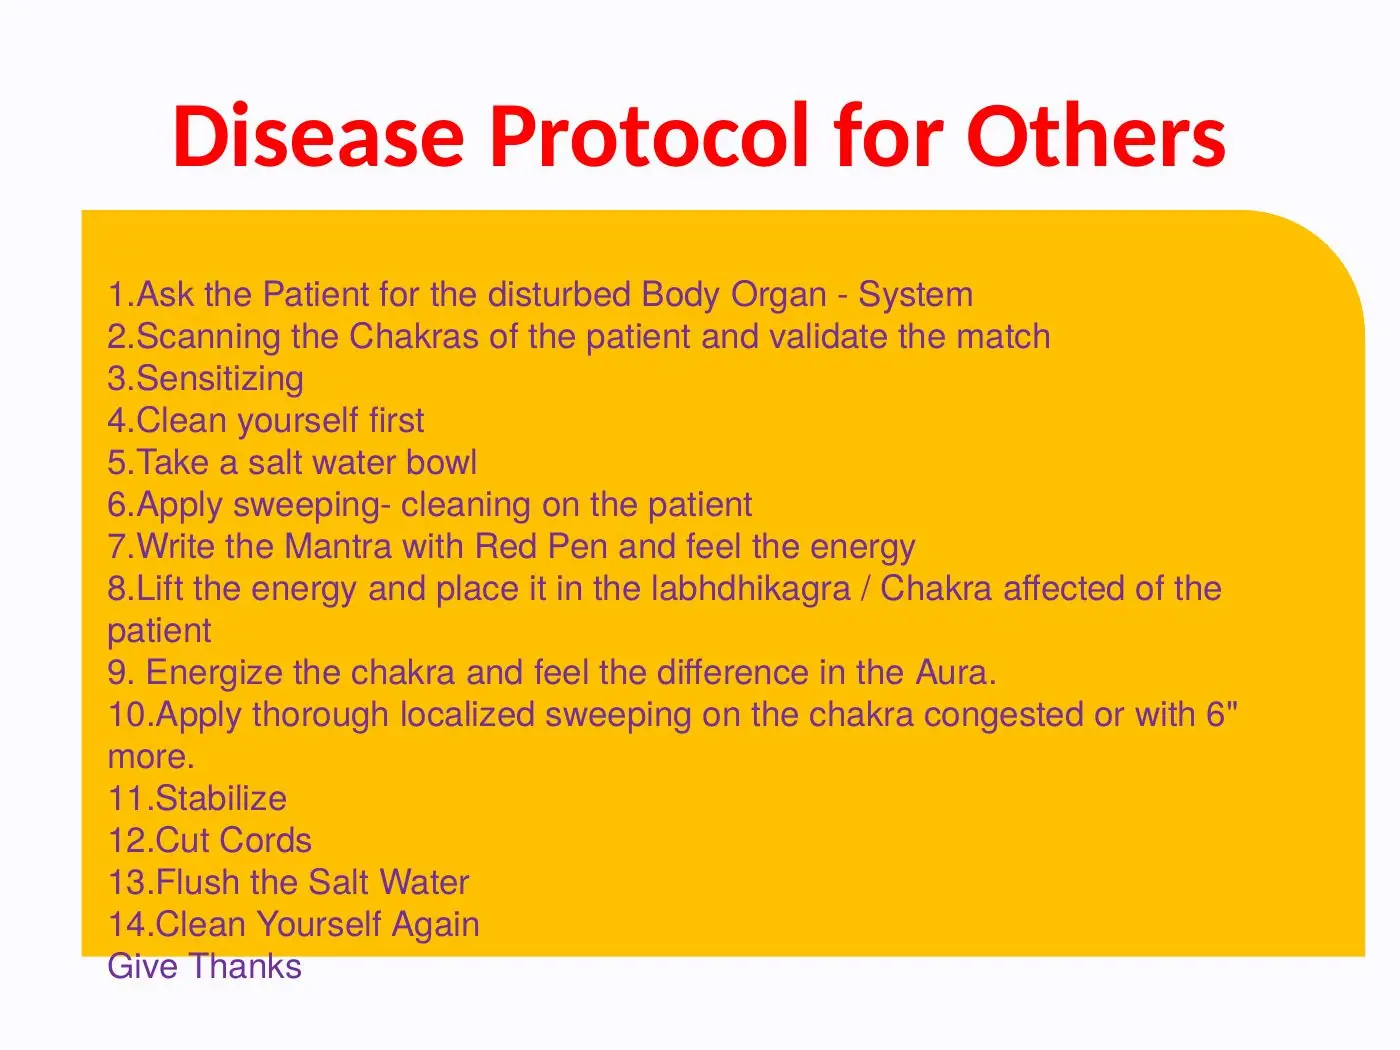 Disease Protocol for Others
1.Ask the Patient for the disturbed Body Organ - System
2.Scanning the Chakras of the patient and validate the match
3.Sensitizing
4.Clean yourself first
5.Take a salt water bowl
6.Apply sweeping- cleaning on the patient
7.Write the Mantra with Red Pen and feel the energy
8.Lift the energy and place it in the labhdhikagra / Chakra affected of the
patient
9. Energize the chakra and feel the difference in the Aura.
10.Apply thorough localized sweeping on the chakra congested or with 6"
more.
11.Stabilize
12.Cut Cords
13.Flush the Salt Water
14.Clean Yourself Again
Give Thanks